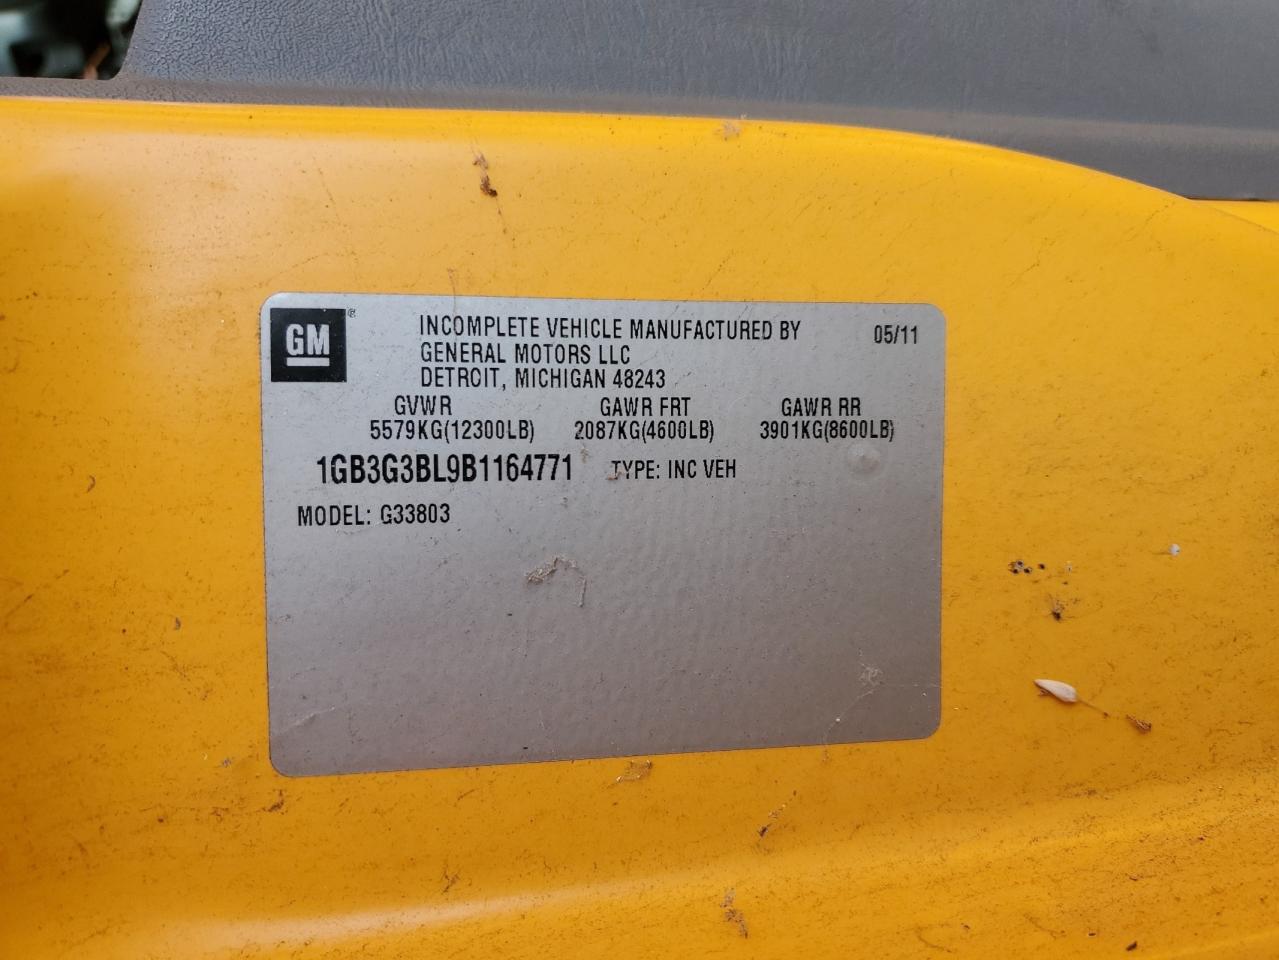 GM®
INCOMPLETE VEHICLE MANUFACTURED BY 05/11
GENERAL MOTORS LLC
DETROIT, MICHIGAN 48243
GVWR GAWR FRT GAWR RR
5579KG(12300LB) 2087KG(4600LB) 3901KG(8600LB)
1GB3G3BL9B1164771 TYPE: INC VEH
MODEL: G33803